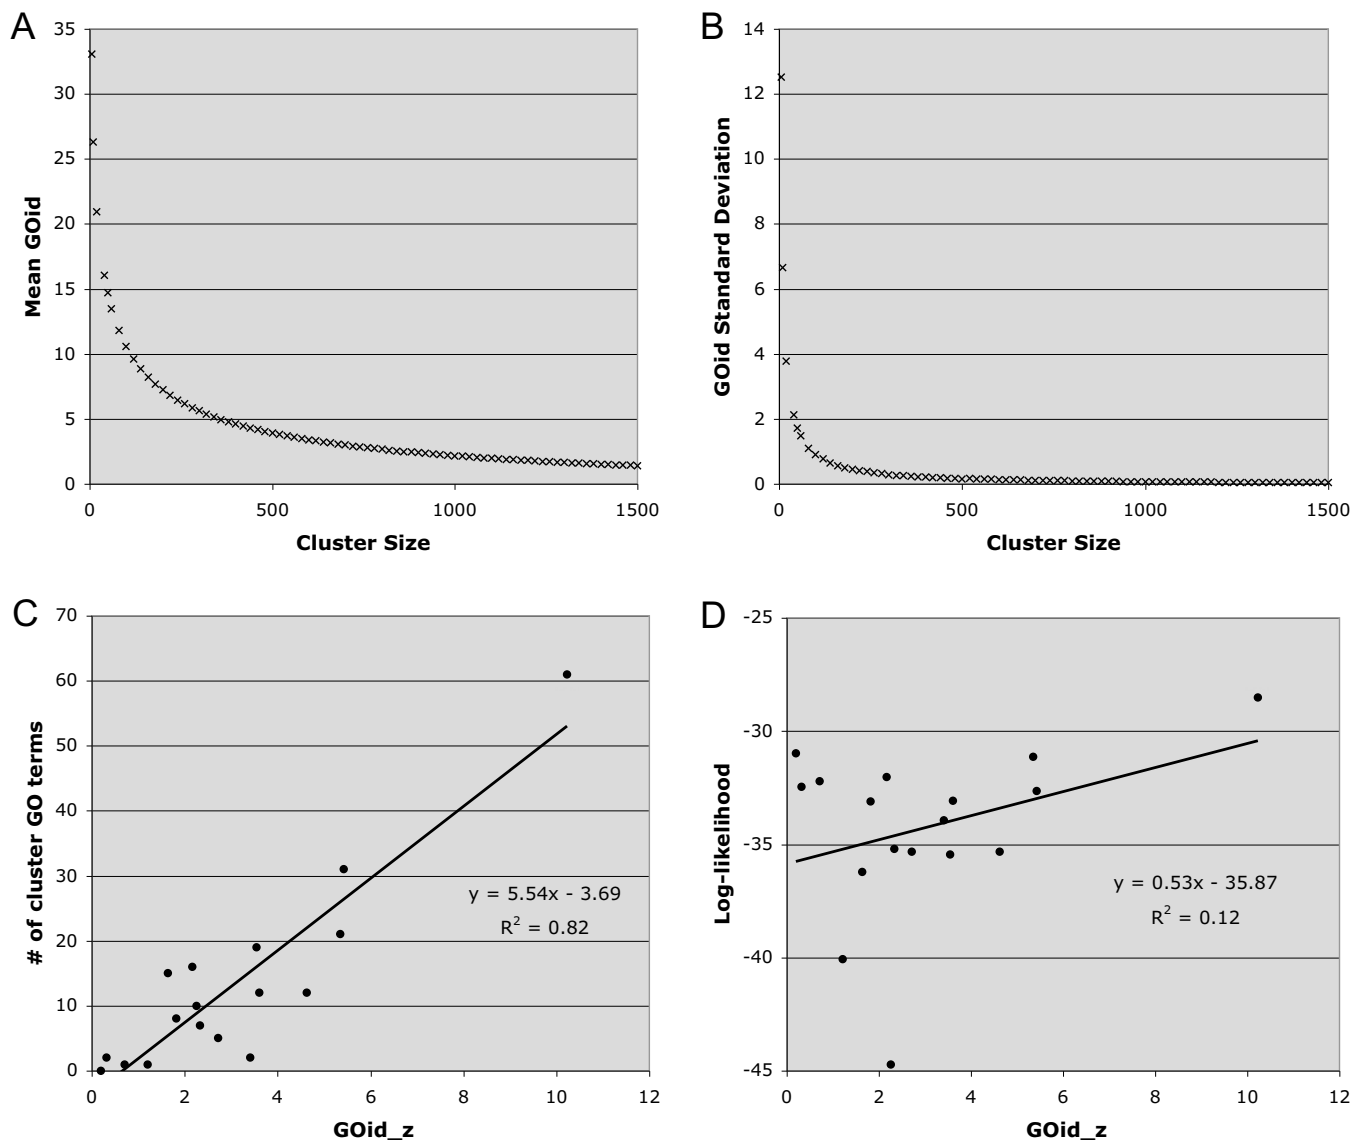 A
35
30
25
20
15
10
5
0
Mean GOid
0 500 1000 1500
Cluster Size
B
14
12
10
8
6
4
2
0
GOid Standard Deviation
0 500 1000 1500
Cluster Size
C
70
60
50
40
30
20
10
0
# of cluster GO terms
y = 5.54x - 3.69
R² = 0.82
0 2 4 6 8 10 12
GOid_z
D
-25
-30
-35
-40
-45
Log-likelihood
y = 0.53x - 35.87
R² = 0.12
0 2 4 6 8 10 12
GOid_z